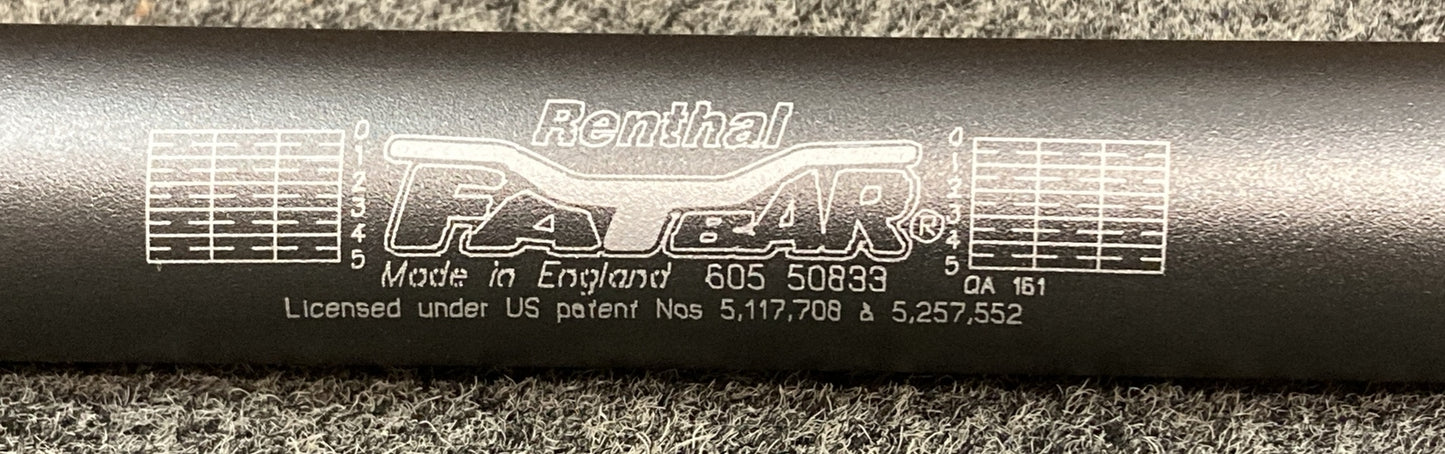 Renthal
FATBAR®
0
1
2
3
4
5
0
1
2
3
4
5
Made in England 605 50833
QA 161
Licensed under US patent Nos 5,117,708 & 5,257,552